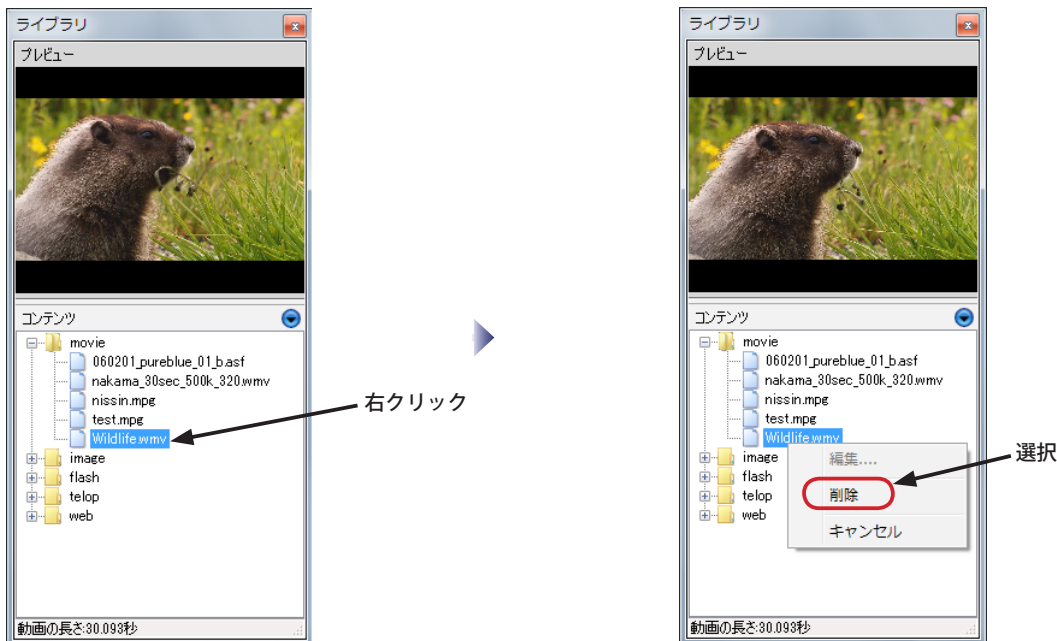 ライブラリ
プレビュー
コンテンツ
movie
060201_pureblue_01_b.asf
nakama_30sec_500k_320.wmv
nissin.mpg
test.mpg
Wildlife.wmv
image
flash
telop
web
動画の長さ:30.093秒
右クリック
ライブラリ
プレビュー
コンテンツ
movie
060201_pureblue_01_b.asf
nakama_30sec_500k_320.wmv
nissin.mpg
test.mpg
Wildlife.wmv
image
flash
telop
web
編集....
削除
キャンセル
選択
動画の長さ:30.093秒